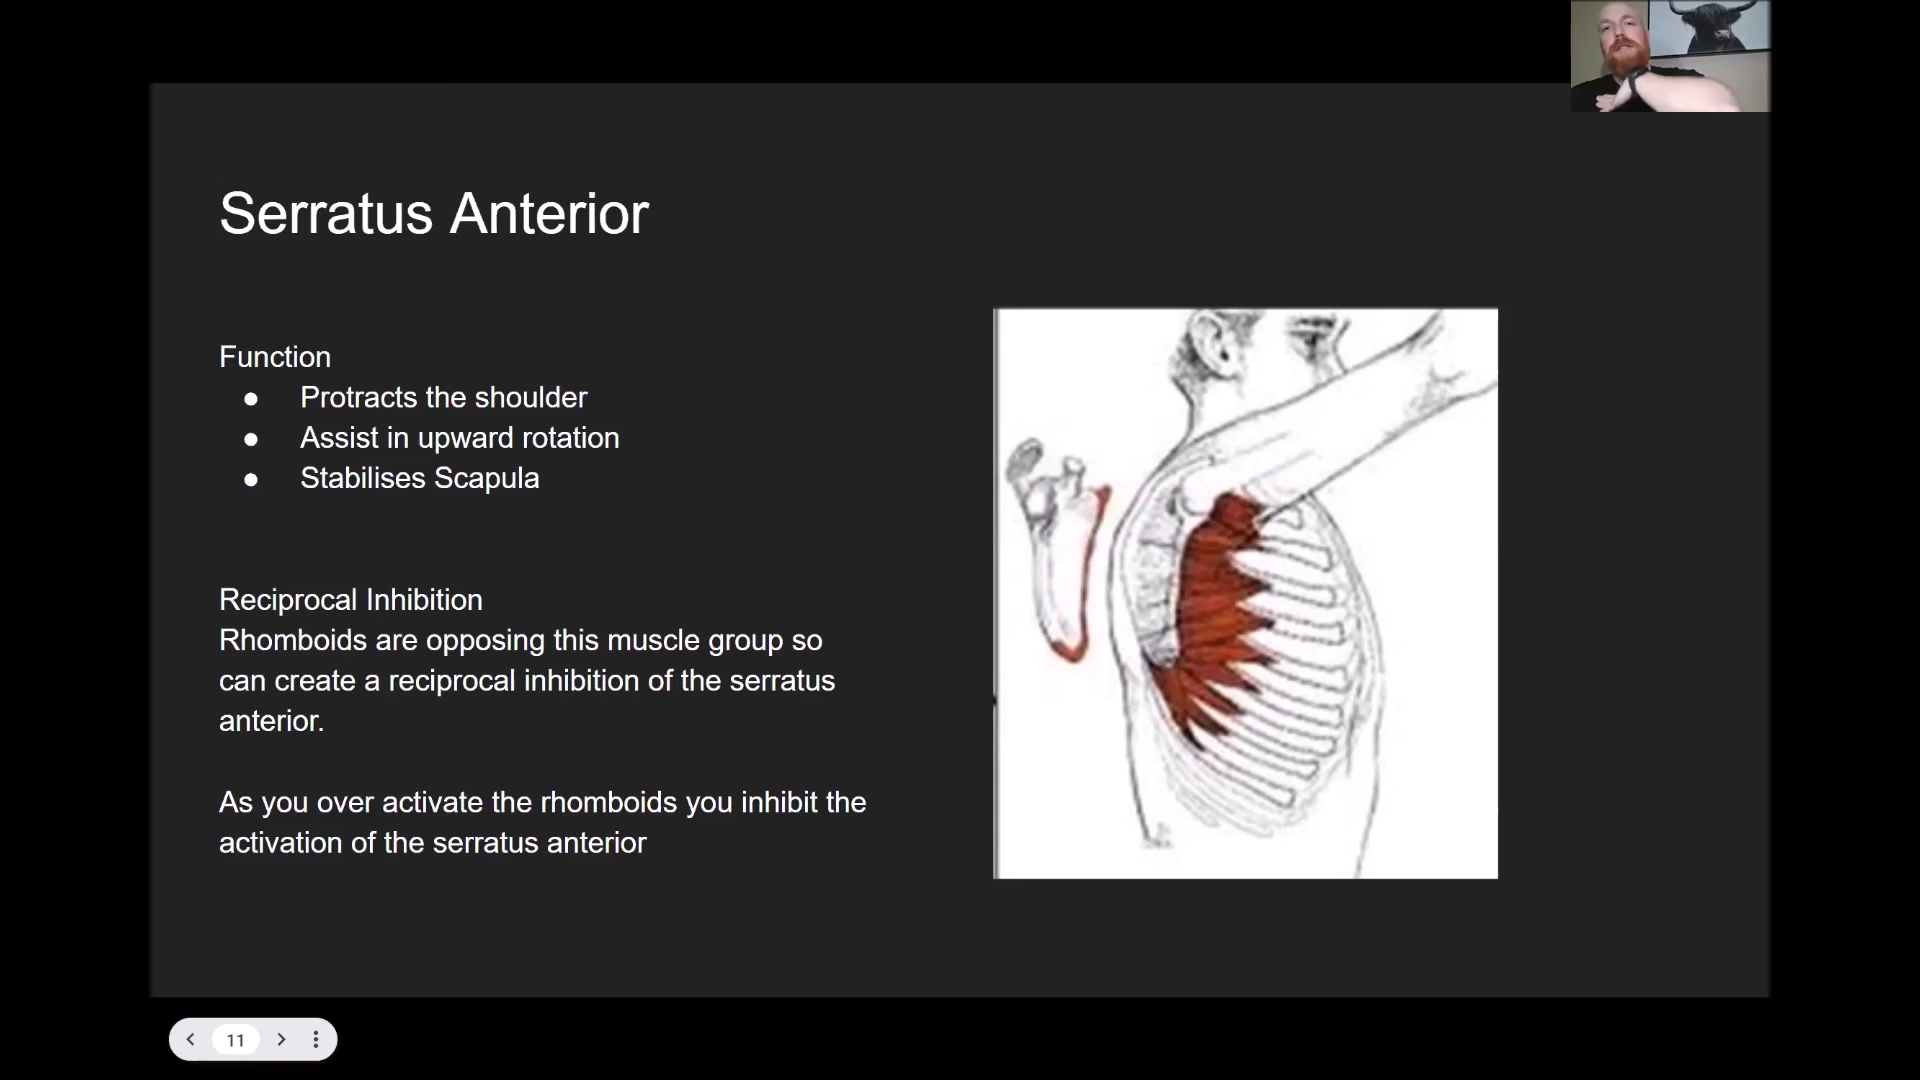 Serratus Anterior
Function
● Protracts the shoulder
● Assist in upward rotation
● Stabilises Scapula
Reciprocal Inhibition
Rhomboids are opposing this muscle group so
can create a reciprocal inhibition of the serratus
anterior.
As you over activate the rhomboids you inhibit the
activation of the serratus anterior
11